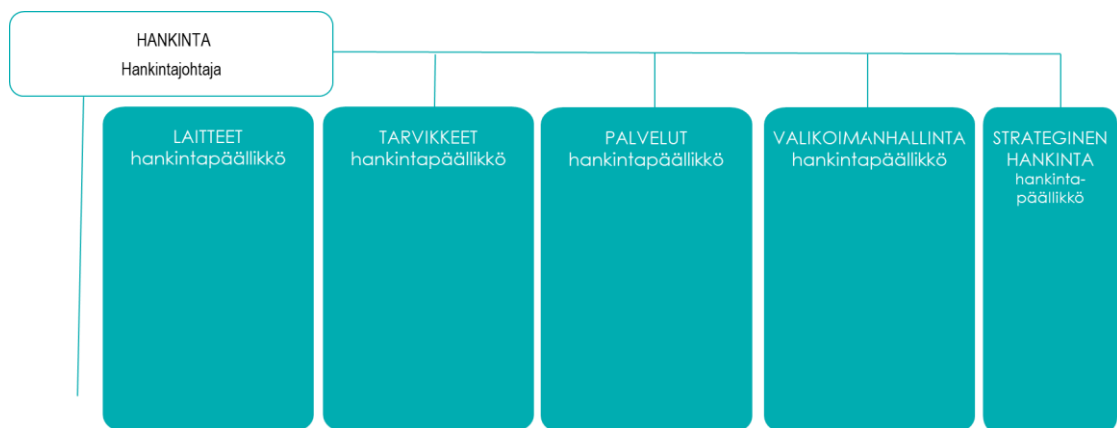 HANKINTA
Hankintajohtaja
LAITTEET
hankintapäällikkö
TARVIKKEET
hankintapäällikkö
PALVELUT
hankintapäällikkö
VALIKOIMANHALLINTA
hankintapäällikkö
STRATEGINEN
HANKINTA
hankinta-
päällikkö